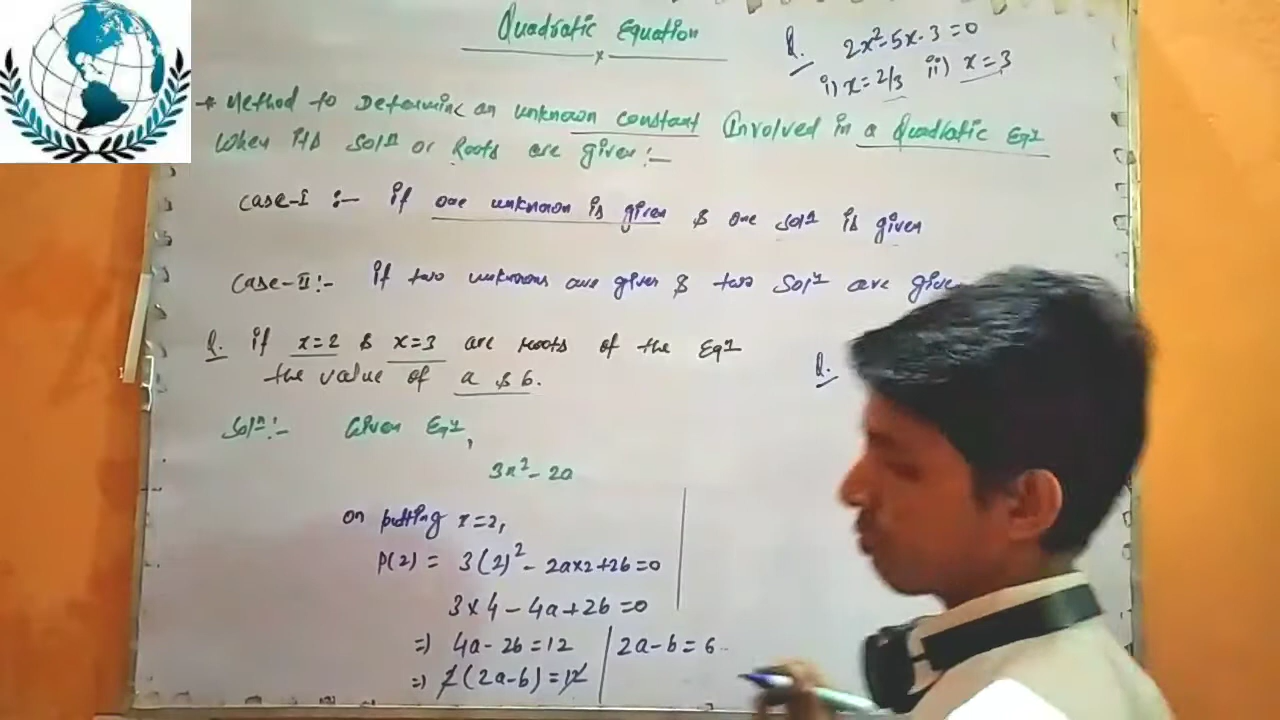 Quadratic Equation
x
Q. 2x²-5x-3=0
i) x=2/3 ii) x=3
* Method to Determine an unknown constant Involved in a Quadratic Eqn
When its Soln or Roots are given:-
Case-I :- if one unknown is given & one soln is given
Case-II:- if two unknowns are given & two Soln are given
Q. If x=2 & x=3 are roots of the Eqn
the value of a & b.
Q.
Soln:- Given Eqn,
3x²-2a
on putting x=2,
P(2) = 3(2)² - 2a×2+2b=0
3×4-4a+2b=0
=) 4a-2b=12 | 2a-b=6
=) 2(2a-b)=12